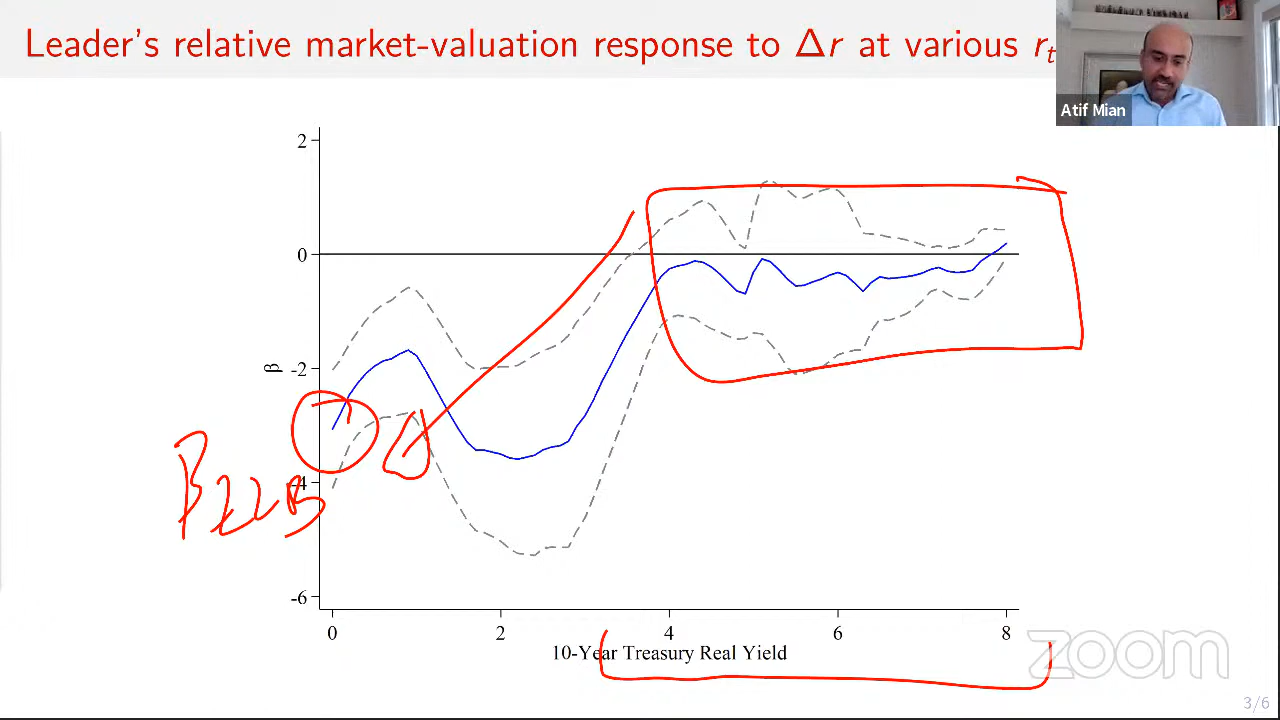 Leader's relative market-valuation response to Δr at various r_t
Atif Mian
2
0
-2
-4
-6
β
βZLB
0 2 4 6 8
10-Year Treasury Real Yield
zoom
3/6